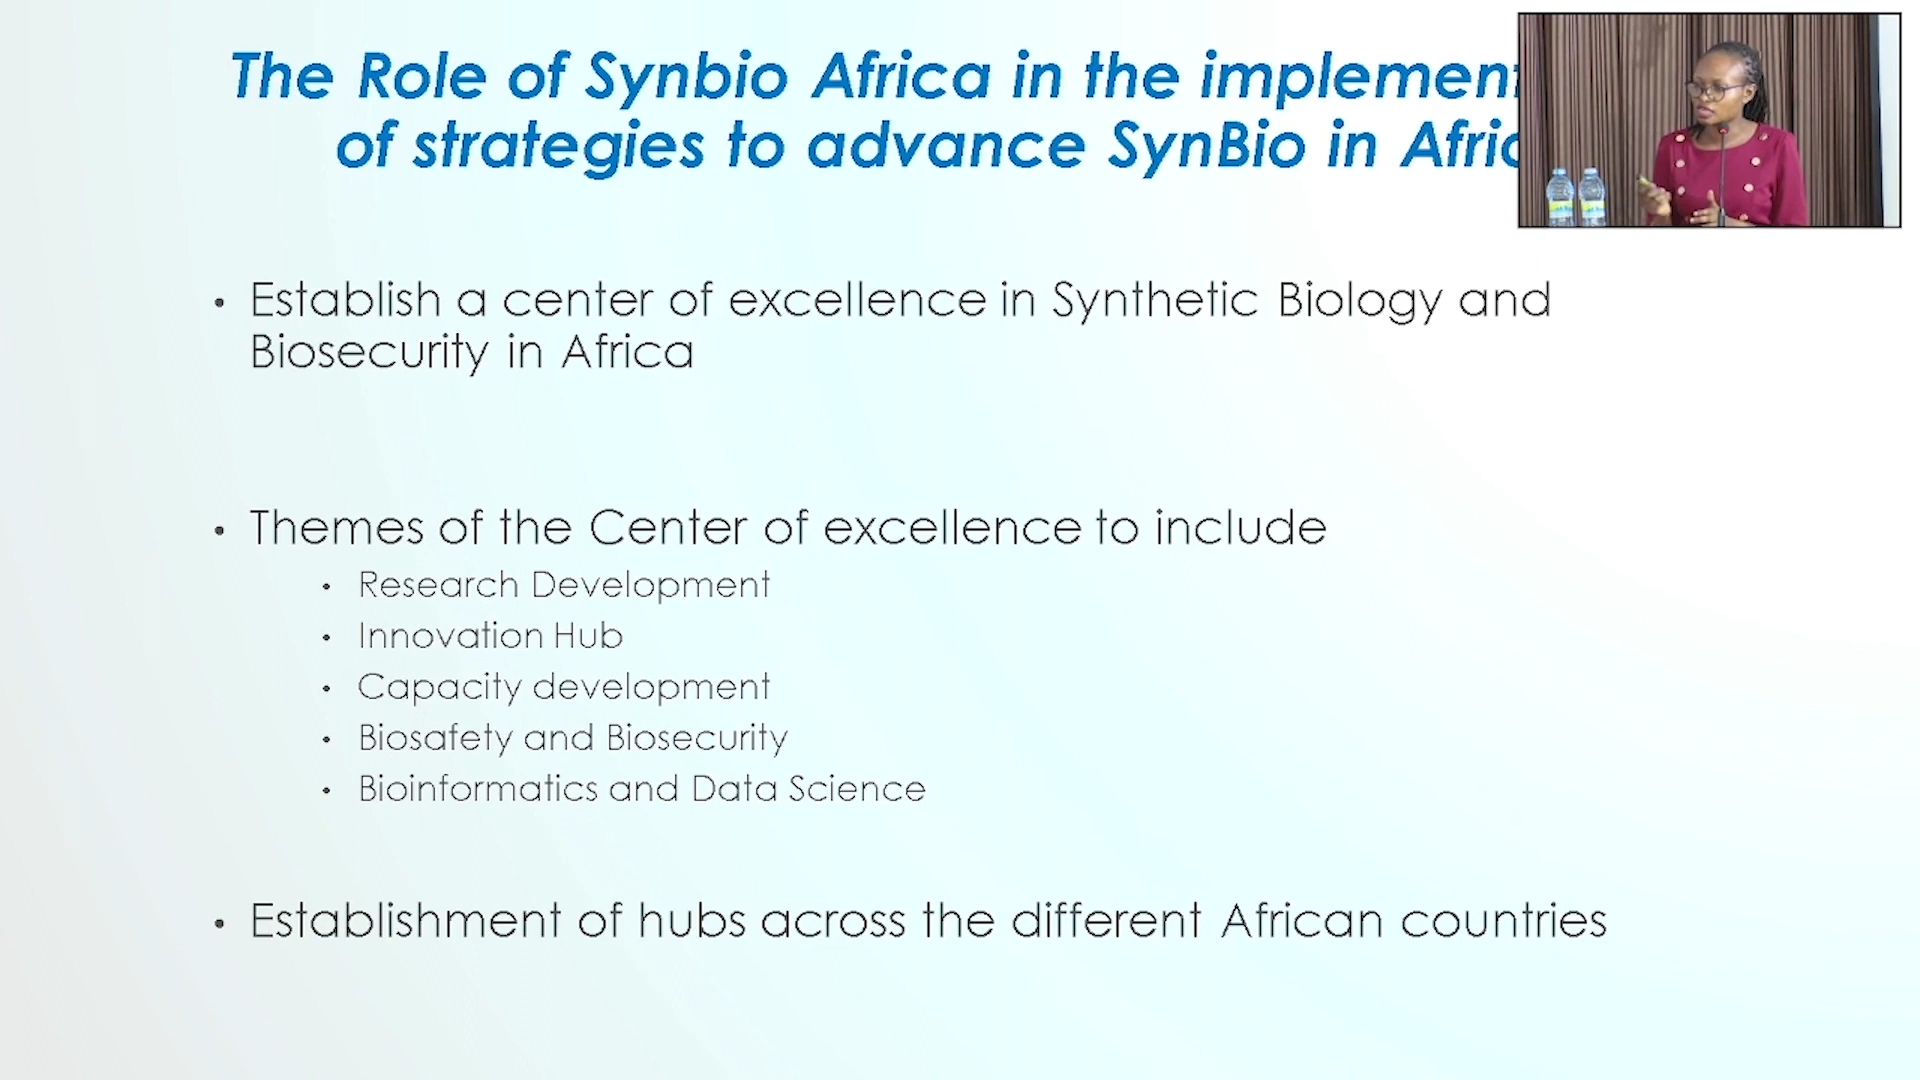 The Role of Synbio Africa in the implement
of strategies to advance SynBio in Afric
• Establish a center of excellence in Synthetic Biology and
Biosecurity in Africa
• Themes of the Center of excellence to include
• Research Development
• Innovation Hub
• Capacity development
• Biosafety and Biosecurity
• Bioinformatics and Data Science
• Establishment of hubs across the different African countries